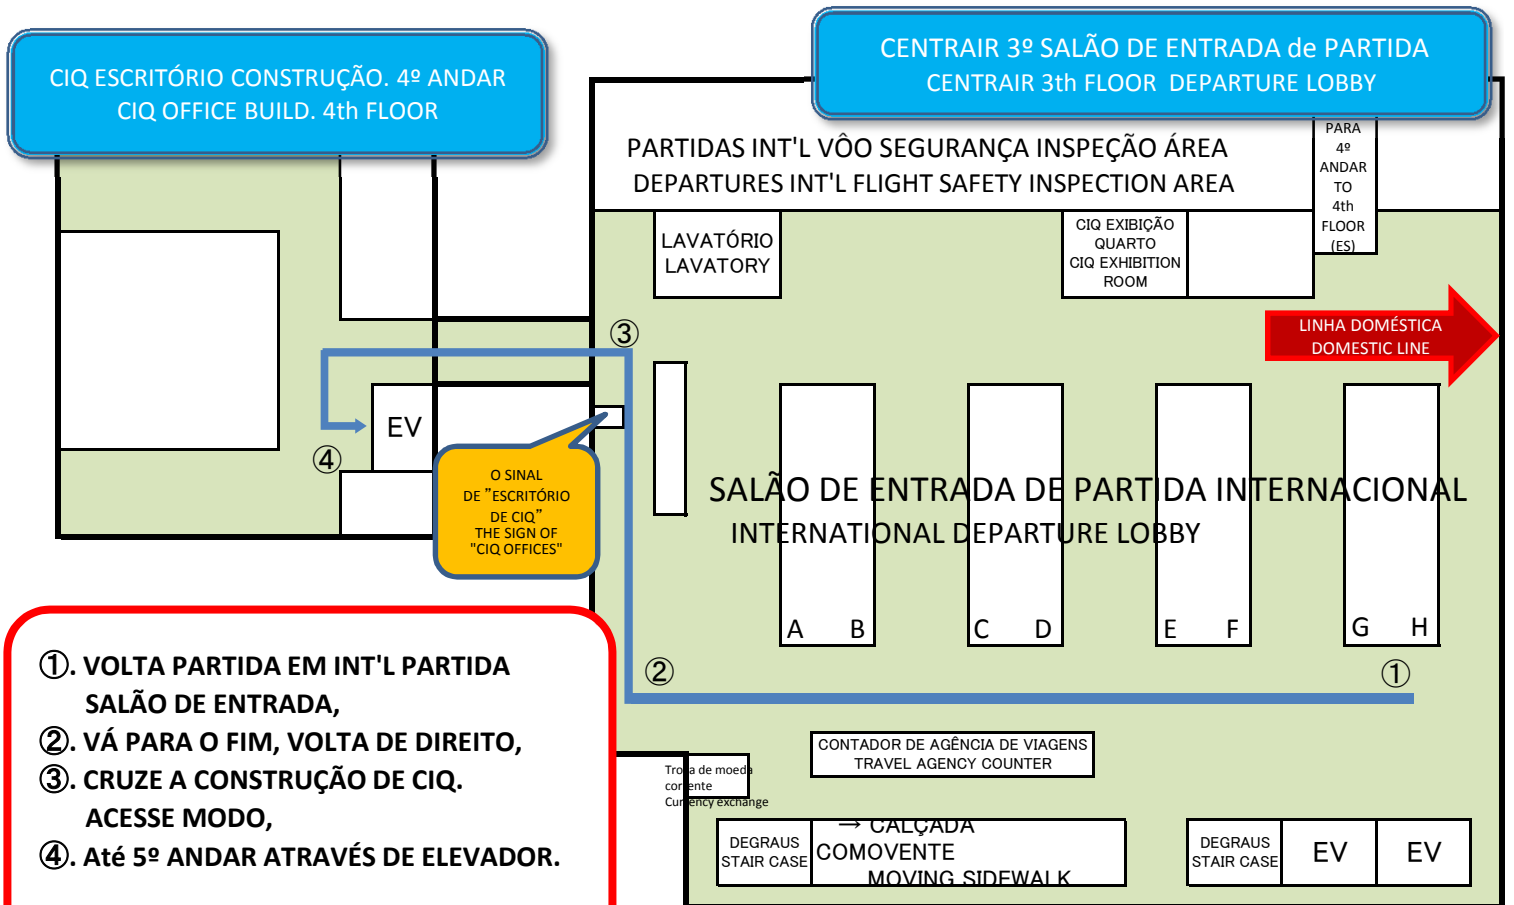 CIQ ESCRITÓRIO CONSTRUÇÃO. 4º ANDAR
CIQ OFFICE BUILD. 4th FLOOR
CENTRAIR 3º SALÃO DE ENTRADA de PARTIDA
CENTRAIR 3th FLOOR DEPARTURE LOBBY
PARTIDAS INT'L VÔO SEGURANÇA INSPEÇÃO ÁREA
DEPARTURES INT'L FLIGHT SAFETY INSPECTION AREA
PARA
4º
ANDAR
TO
4th
FLOOR
(ES)
LAVATÓRIO
LAVATORY
CIQ EXIBIÇÃO
QUARTO
CIQ EXHIBITION
ROOM
LINHA DOMÉSTICA
DOMESTIC LINE
③
EV
④
O SINAL
DE ”ESCRITÓRIO
DE CIQ”
THE SIGN OF
"CIQ OFFICES"
SALÃO DE ENTRADA DE PARTIDA INTERNACIONAL
INTERNATIONAL DEPARTURE LOBBY
A B C D E F G H
② ①
①. VOLTA PARTIDA EM INT'L PARTIDA
SALÃO DE ENTRADA,
②. VÁ PARA O FIM, VOLTA DE DIREITO,
③. CRUZE A CONSTRUÇÃO DE CIQ.
ACESSE MODO,
④. Até 5º ANDAR ATRAVÉS DE ELEVADOR.
CONTADOR DE AGÊNCIA DE VIAGENS
TRAVEL AGENCY COUNTER
Troca de moeda
corrente
Currency exchange
DEGRAUS
STAIR CASE
→ CALÇADA
COMOVENTE
MOVING SIDEWALK
DEGRAUS
STAIR CASE
EV
EV